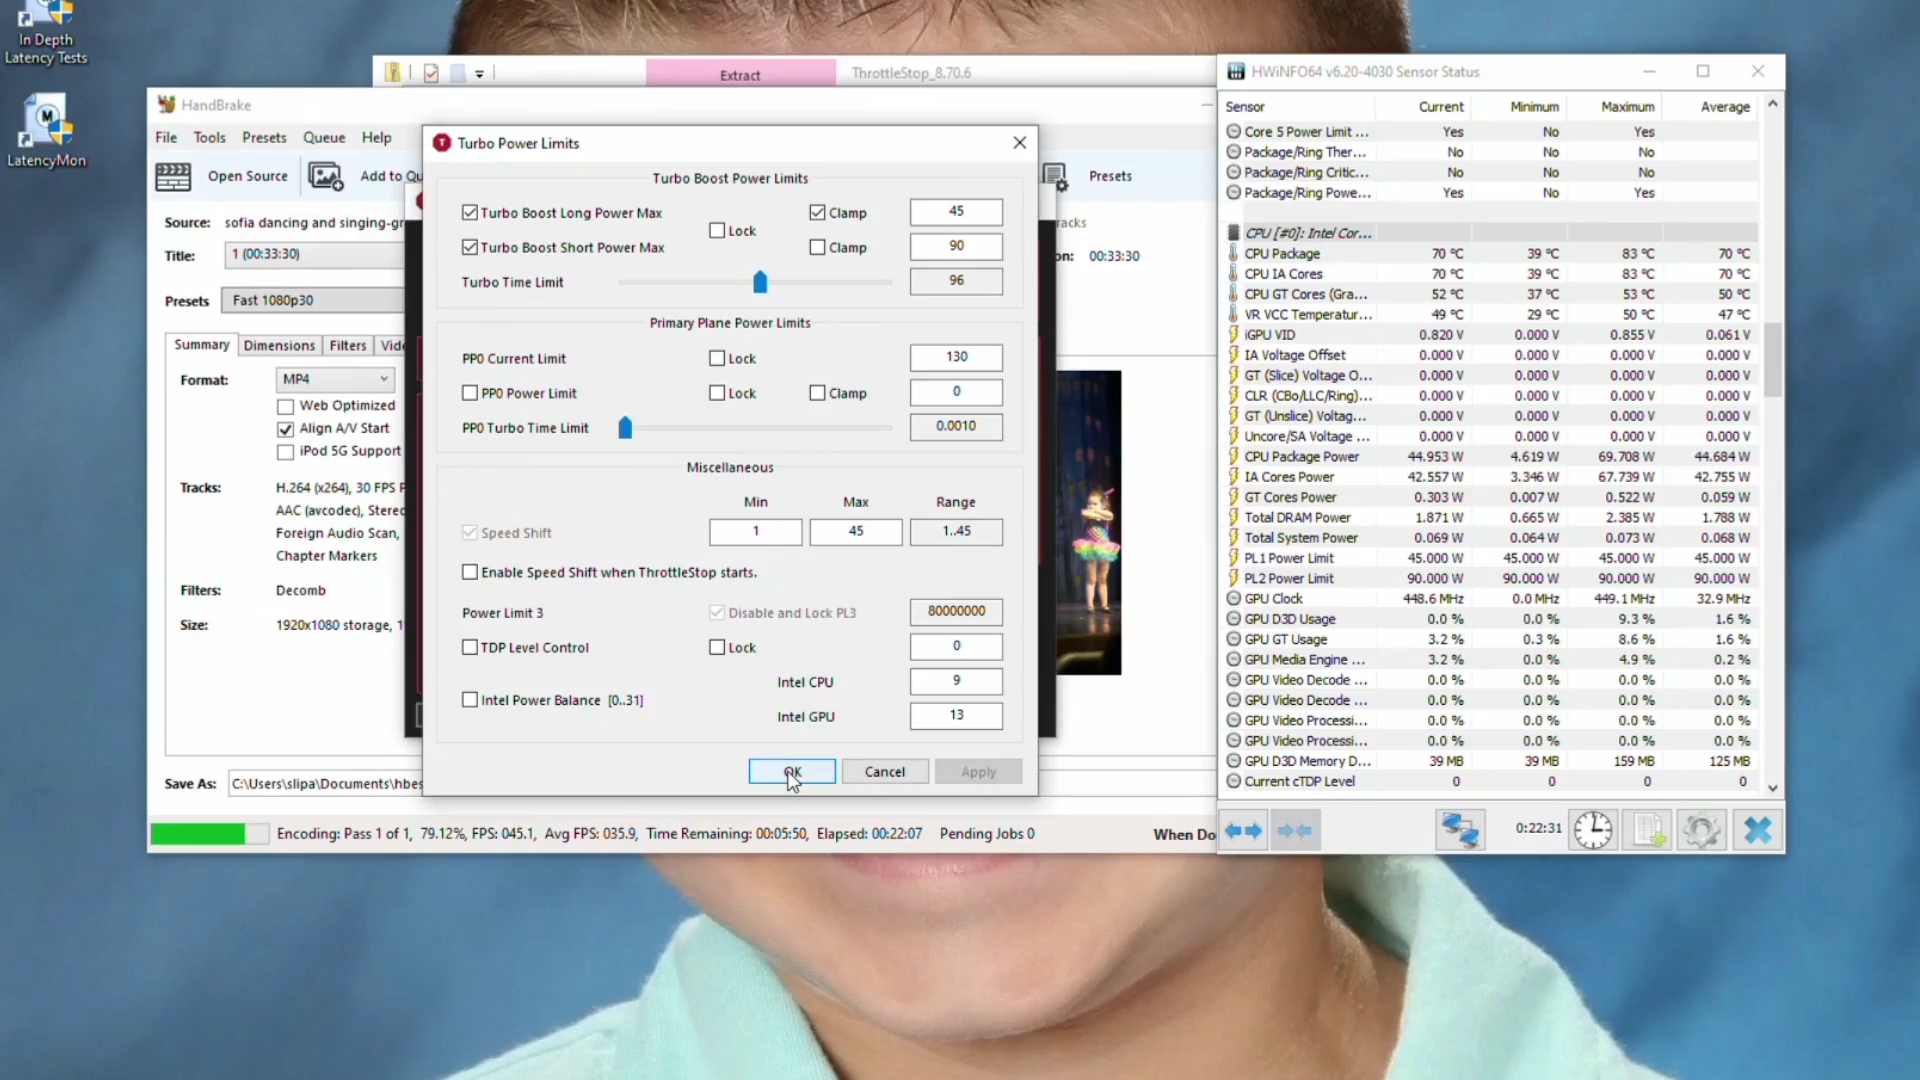 In Depth
Latency Tests
LatencyMon
Extract
ThrottleStop_8.70.6
HandBrake
File Tools Presets Queue Help
Open Source
Add to Qu
Presets
Source: sofia dancing and singing-gr
racks
Title: 1 (00:33:30)
on: 00:33:30
Presets Fast 1080p30
Summary Dimensions Filters Vide
Format: MP4
Web Optimized
Align A/V Start
iPod 5G Support
Tracks: H.264 (x264), 30 FPS P
AAC (avcodec), Stereo
Foreign Audio Scan,
Chapter Markers
Filters: Decomb
Size: 1920x1080 storage, 1
Save As: C:\Users\slipa\Documents\hbes
Encoding: Pass 1 of 1, 79.12%, FPS: 045.1, Avg FPS: 035.9, Time Remaining: 00:05:50, Elapsed: 00:22:07 Pending Jobs 0
When Do
Turbo Power Limits
Turbo Boost Power Limits
Turbo Boost Long Power Max Clamp 45
Lock
Turbo Boost Short Power Max Clamp 90
Turbo Time Limit 96
Primary Plane Power Limits
PP0 Current Limit Lock 130
PP0 Power Limit Lock Clamp 0
PP0 Turbo Time Limit 0.0010
Miscellaneous
Min Max Range
Speed Shift 1 45 1..45
Enable Speed Shift when ThrottleStop starts.
Power Limit 3 Disable and Lock PL3 80000000
TDP Level Control Lock 0
Intel CPU 9
Intel Power Balance [0..31]
Intel GPU 13
OK Cancel Apply
HWiNFO64 v6.20-4030 Sensor Status
Sensor Current Minimum Maximum Average
Core 5 Power Limit ... Yes No Yes
Package/Ring Ther... No No No
Package/Ring Critic... No No No
Package/Ring Powe... Yes No Yes
CPU [#0]: Intel Cor...
CPU Package 70 °C 39 °C 83 °C 70 °C
CPU IA Cores 70 °C 39 °C 83 °C 70 °C
CPU GT Cores (Gra... 52 °C 37 °C 53 °C 50 °C
VR VCC Temperatur... 49 °C 29 °C 50 °C 47 °C
iGPU VID 0.820 V 0.000 V 0.855 V 0.061 V
IA Voltage Offset 0.000 V 0.000 V 0.000 V 0.000 V
GT (Slice) Voltage O... 0.000 V 0.000 V 0.000 V 0.000 V
CLR (CBo/LLC/Ring)... 0.000 V 0.000 V 0.000 V 0.000 V
GT (Unslice) Voltag... 0.000 V 0.000 V 0.000 V 0.000 V
Uncore/SA Voltage ... 0.000 V 0.000 V 0.000 V 0.000 V
CPU Package Power 44.953 W 4.619 W 69.708 W 44.684 W
IA Cores Power 42.557 W 3.346 W 67.739 W 42.755 W
GT Cores Power 0.303 W 0.007 W 0.522 W 0.059 W
Total DRAM Power 1.871 W 0.665 W 2.385 W 1.788 W
Total System Power 0.069 W 0.064 W 0.073 W 0.068 W
PL1 Power Limit 45.000 W 45.000 W 45.000 W 45.000 W
PL2 Power Limit 90.000 W 90.000 W 90.000 W 90.000 W
GPU Clock 448.6 MHz 0.0 MHz 449.1 MHz 32.9 MHz
GPU D3D Usage 0.0 % 0.0 % 9.3 % 1.6 %
GPU GT Usage 3.2 % 0.3 % 8.6 % 1.6 %
GPU Media Engine ... 3.2 % 0.0 % 4.9 % 0.2 %
GPU Video Decode ... 0.0 % 0.0 % 0.0 % 0.0 %
GPU Video Decode ... 0.0 % 0.0 % 0.0 % 0.0 %
GPU Video Processi... 0.0 % 0.0 % 0.0 % 0.0 %
GPU Video Processi... 0.0 % 0.0 % 0.0 % 0.0 %
GPU D3D Memory D... 39 MB 39 MB 159 MB 125 MB
Current cTDP Level 0 0 0 0
0:22:31